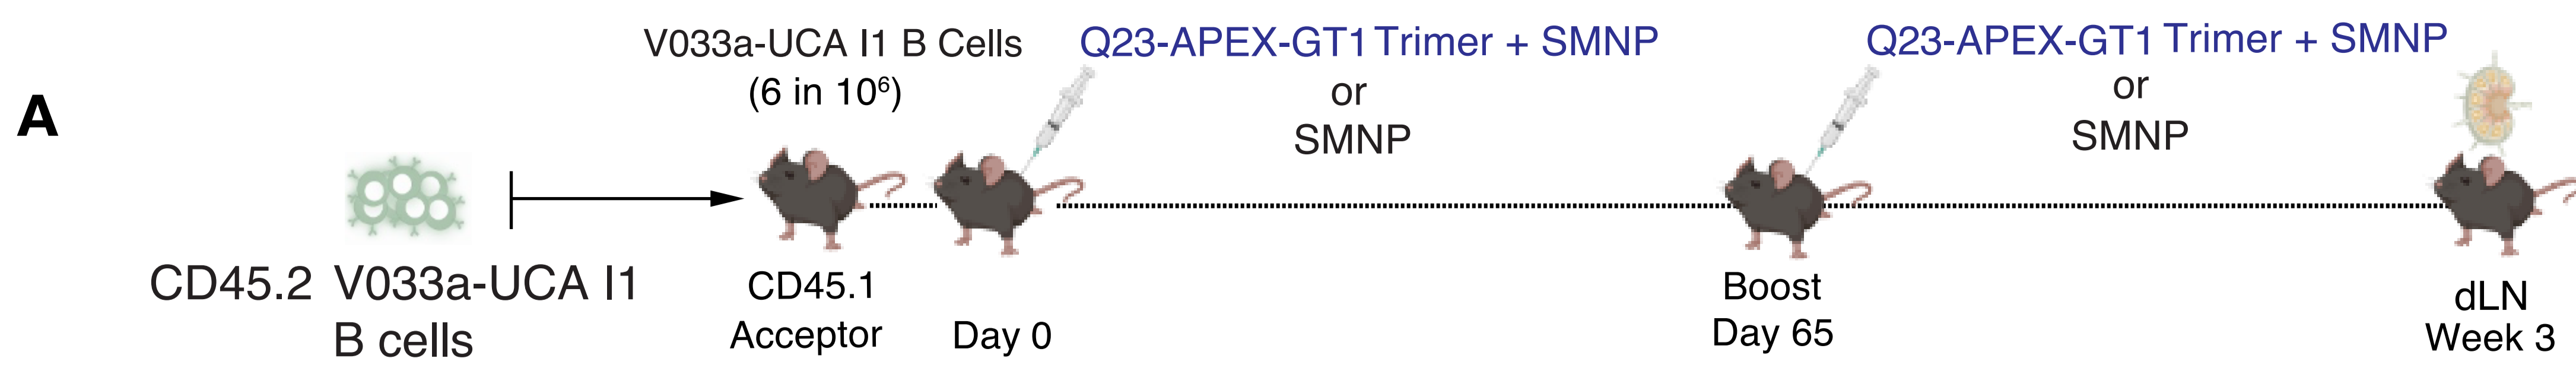 A
V033a-UCA I1 B Cells
(6 in 10⁶)
Q23-APEX-GT1 Trimer + SMNP
or
SMNP
Q23-APEX-GT1 Trimer + SMNP
or
SMNP
CD45.2 V033a-UCA I1
B cells
CD45.1
Acceptor
Day 0
Boost
Day 65
dLN
Week 3